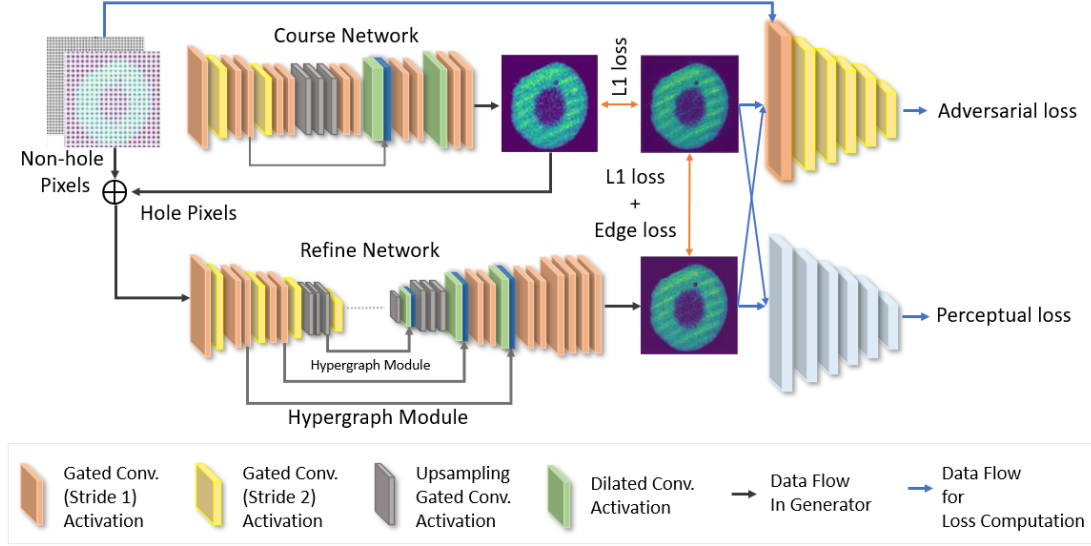 Course Network
L1 loss
Adversarial loss
Non-hole
Pixels
Hole Pixels
L1 loss
+
Edge loss
Refine Network
Perceptual loss
Hypergraph Module
Hypergraph Module
Gated Conv.
(Stride 1)
Activation
Gated Conv.
(Stride 2)
Activation
Upsampling
Gated Conv.
Activation
Dilated Conv.
Activation
Data Flow
In Generator
Data Flow
for
Loss Computation